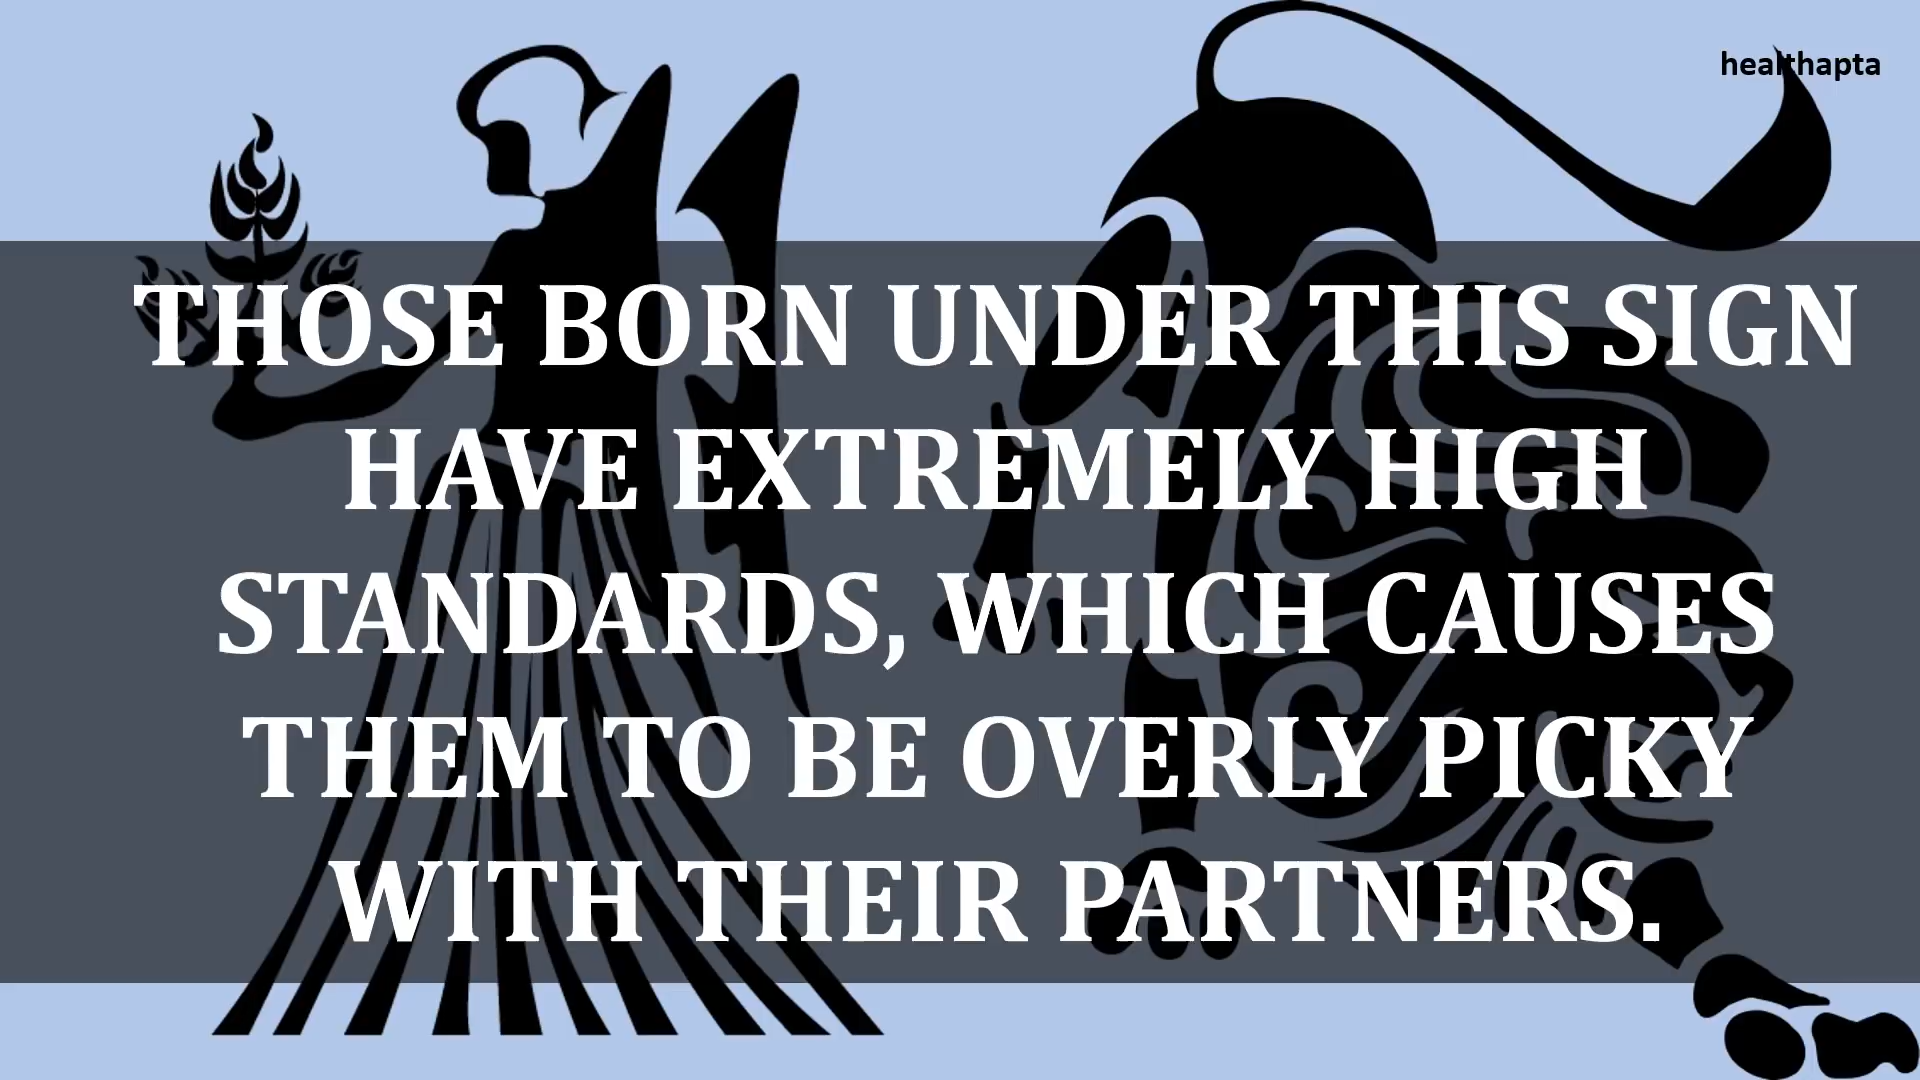 healthapta
THOSE BORN UNDER THIS SIGN
HAVE EXTREMELY HIGH
STANDARDS, WHICH CAUSES
THEM TO BE OVERLY PICKY
WITH THEIR PARTNERS.